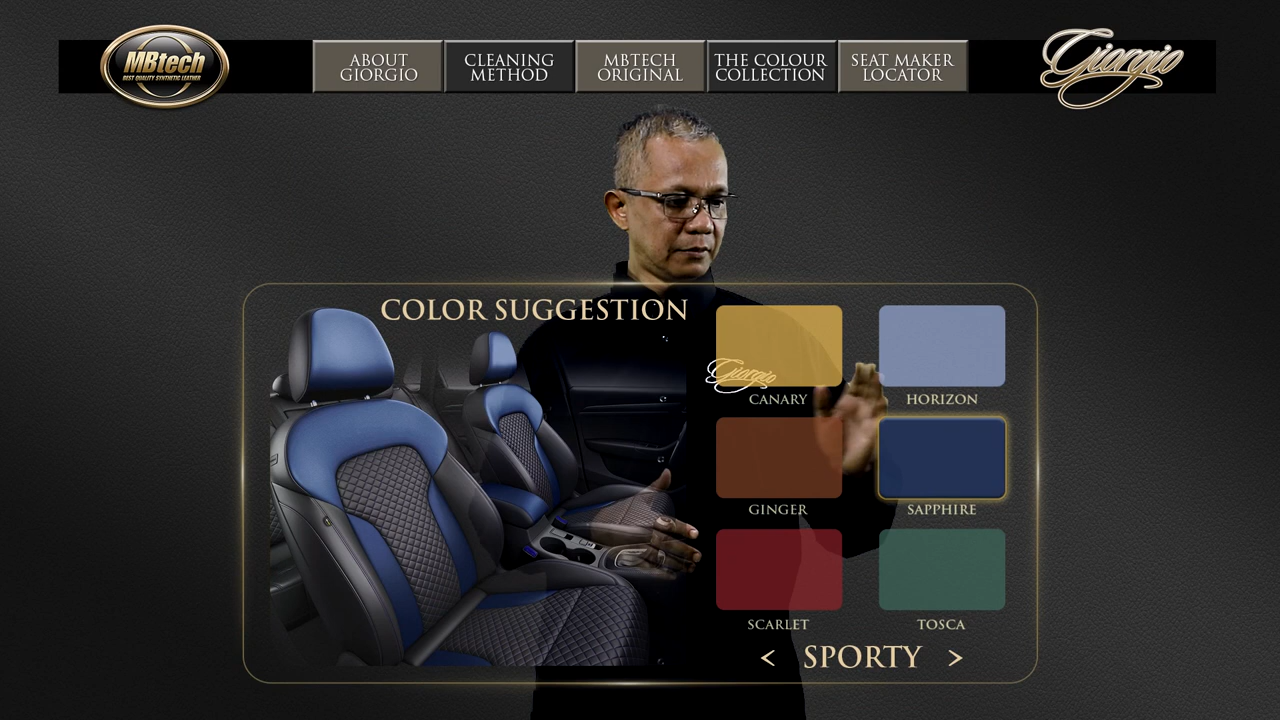 MBtech
BEST QUALITY SYNTHETIC LEATHER
ABOUT
GIORGIO
CLEANING
METHOD
MBTECH
ORIGINAL
THE COLOUR
COLLECTION
SEAT MAKER
LOCATOR
Giorgio
COLOR SUGGESTION
Giorgio
CANARY
HORIZON
GINGER
SAPPHIRE
SCARLET
TOSCA
< SPORTY >